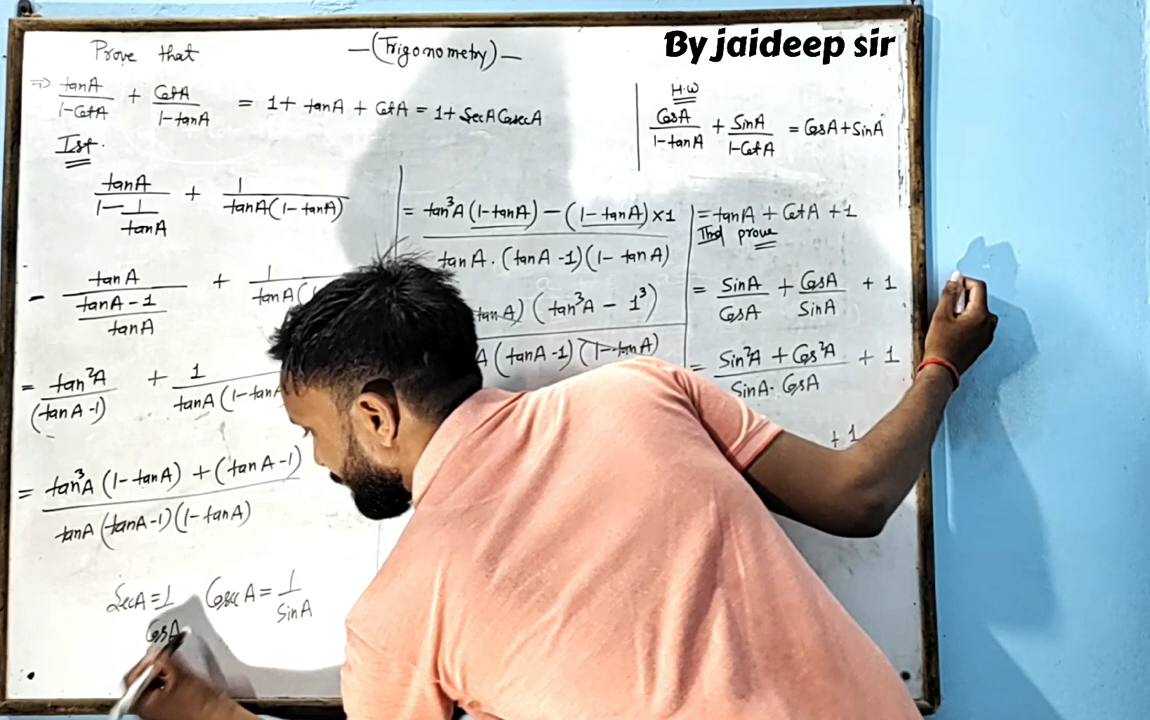 By jaideep sir
Prove that
—(Trigonometry)—
⇒ tanA/(1-CotA) + CotA/(1-tanA) = 1+ tanA + CotA = 1+ SecA CosecA
H.W
CosA/(1-tanA) + SinA/(1-CotA) = CosA+SinA
Ist.
tanA/(1-1/tanA) + 1/(tanA(1-tanA))
- tanA/((tanA-1)/tanA) + 1/(tanA(
= tan²A/(tanA-1) + 1/(tanA(1-tanA
= (tan³A(1-tanA) + (tanA-1))/(tanA(tanA-1)(1-tanA))
SecA = 1/CosA CosecA = 1/SinA
= (tan³A(1-tanA) - (1-tanA)×1)/(tanA.(tanA-1)(1-tanA))
tanA)(tan³A - 1³)
A(tanA-1)(1-tanA)
= tanA + CotA + 1
IInd prove
= SinA/CosA + CosA/SinA + 1
= (Sin²A + Cos²A)/(SinA.CosA) + 1
+ 1